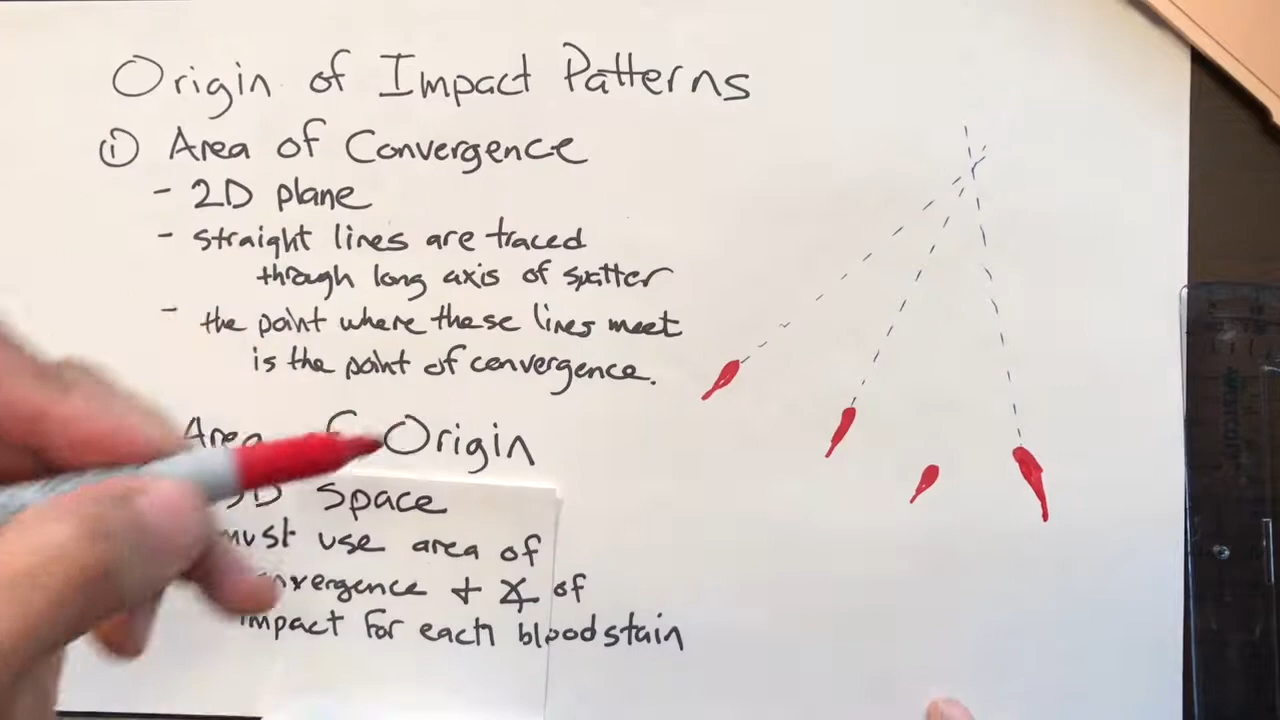 Origin of Impact Patterns
① Area of Convergence
- 2D plane
- straight lines are traced
through long axis of spatter
- the point where these lines meet
is the point of convergence.
Area of Origin
3D Space
must use area of
convergence + ∡ of
impact for each bloodstain